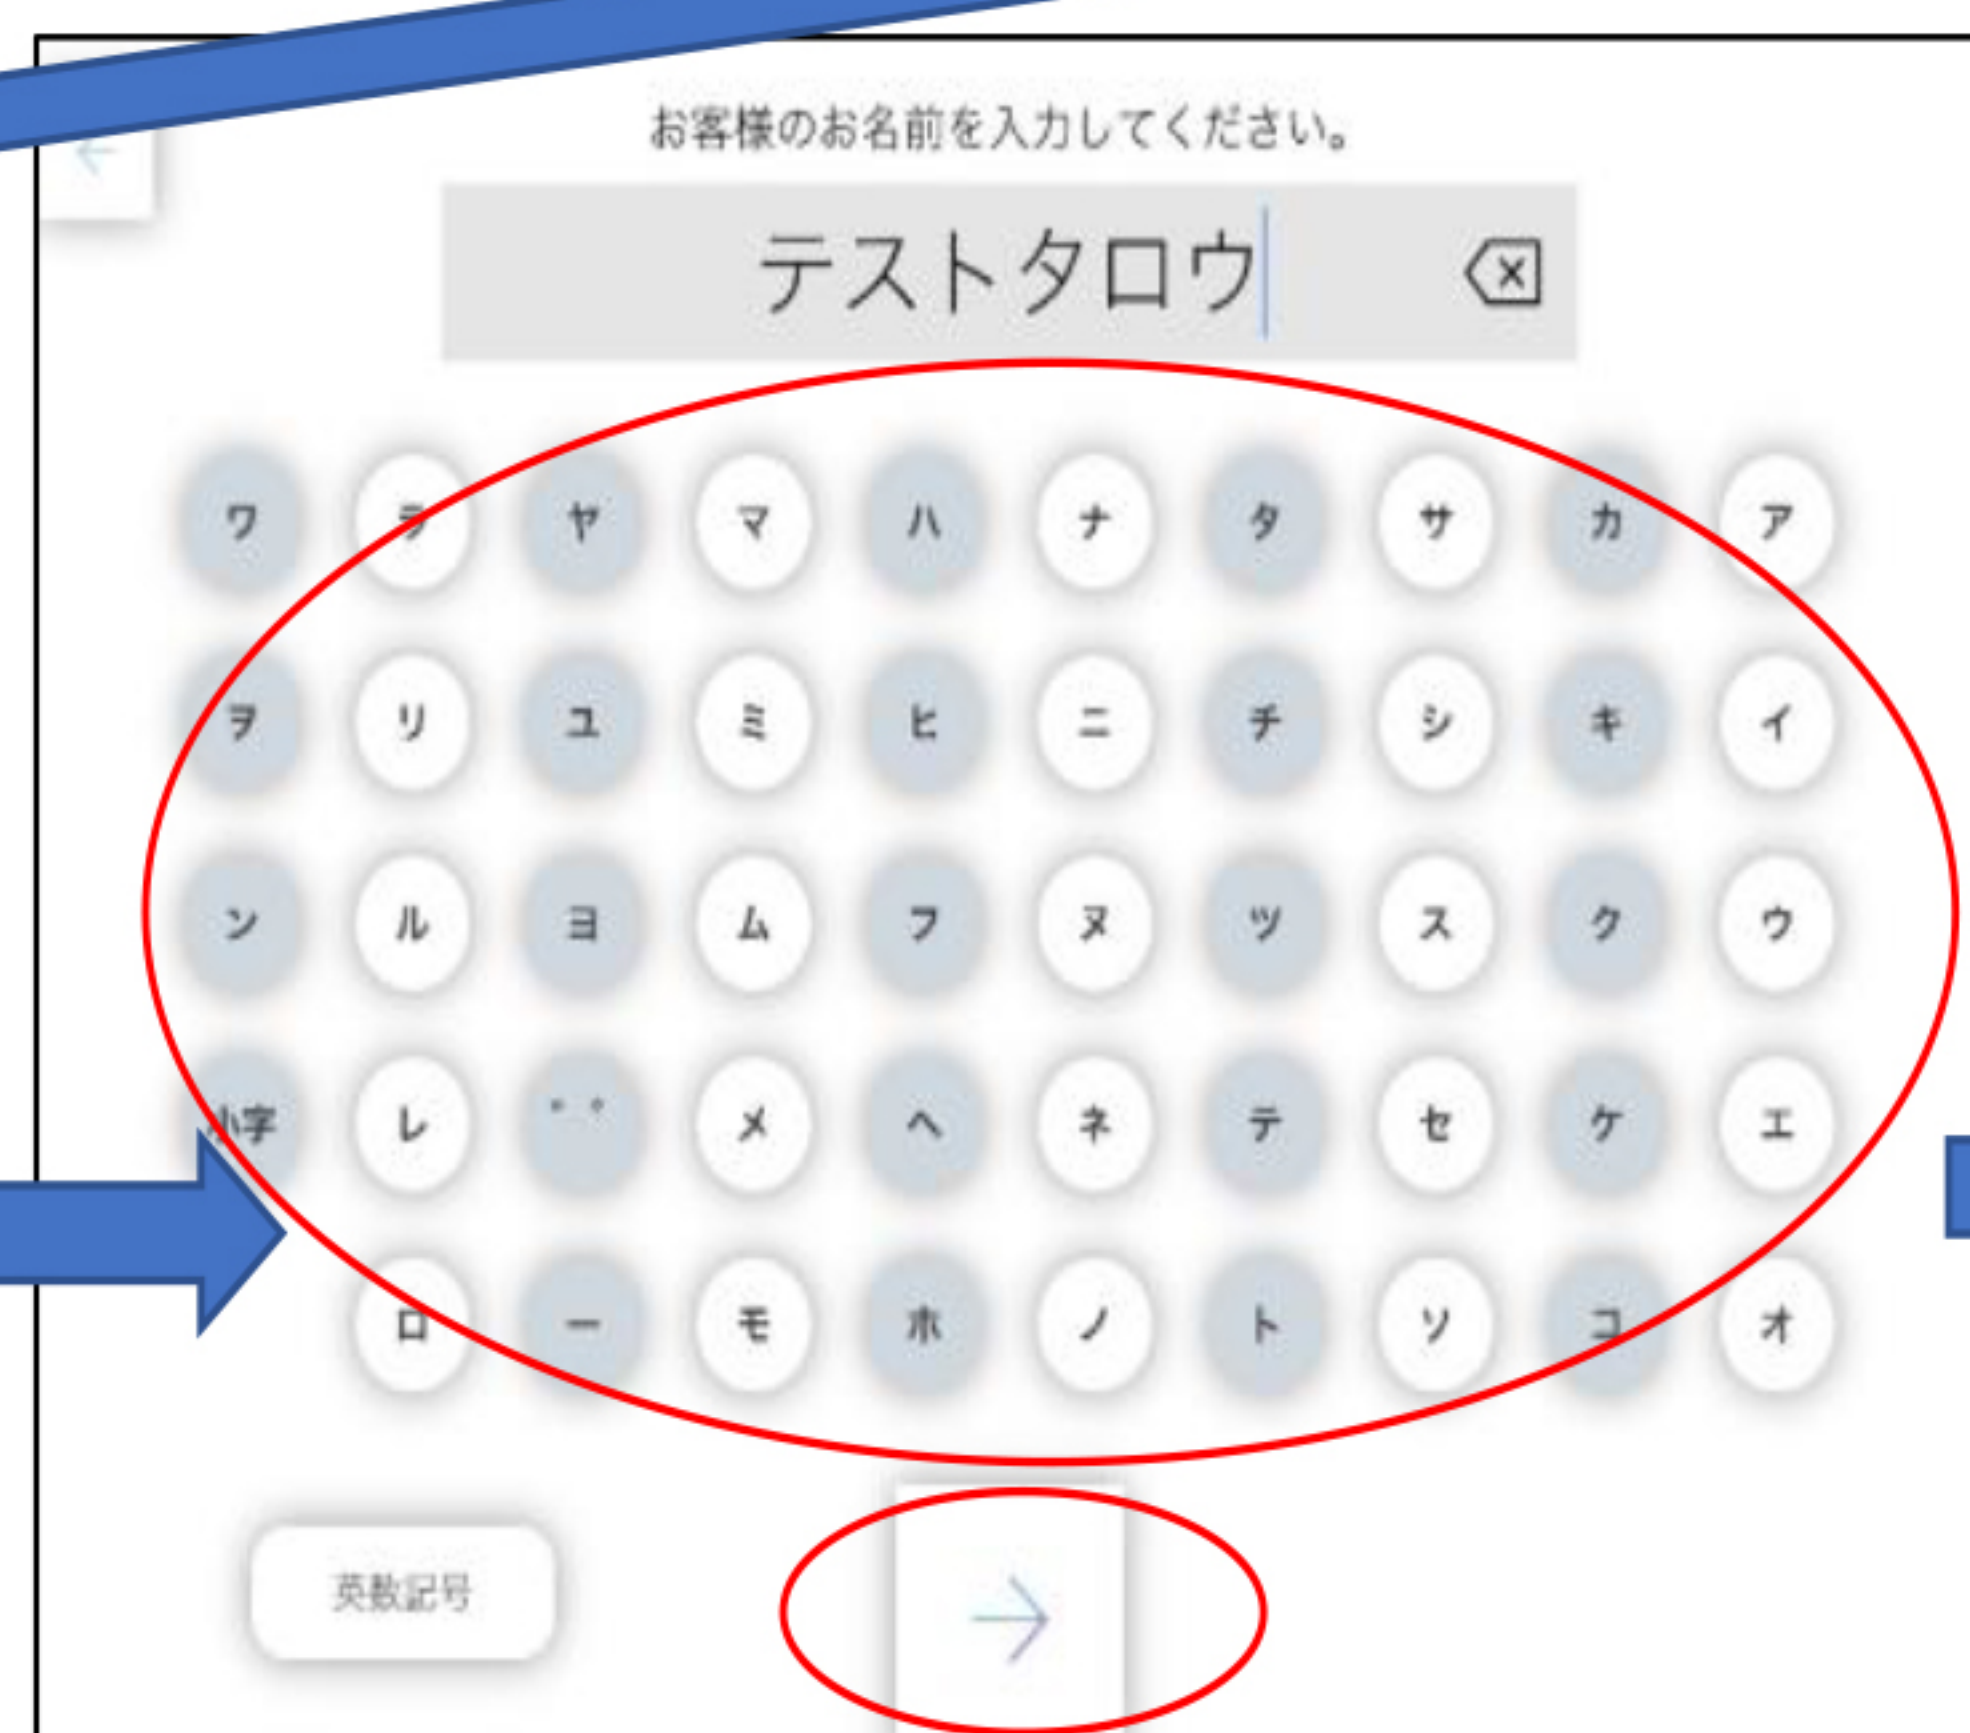 お客様のお名前を入力してください。
テストタロウ
ワ ラ ヤ マ ハ ナ タ サ カ ア
ヲ リ ユ ミ ヒ ニ チ シ キ イ
ン ル ヨ ム フ ヌ ツ ス ク ウ
小字 レ ゛゜ メ ヘ ネ テ セ ケ エ
ロ ー モ ホ ノ ト ソ コ オ
英数記号